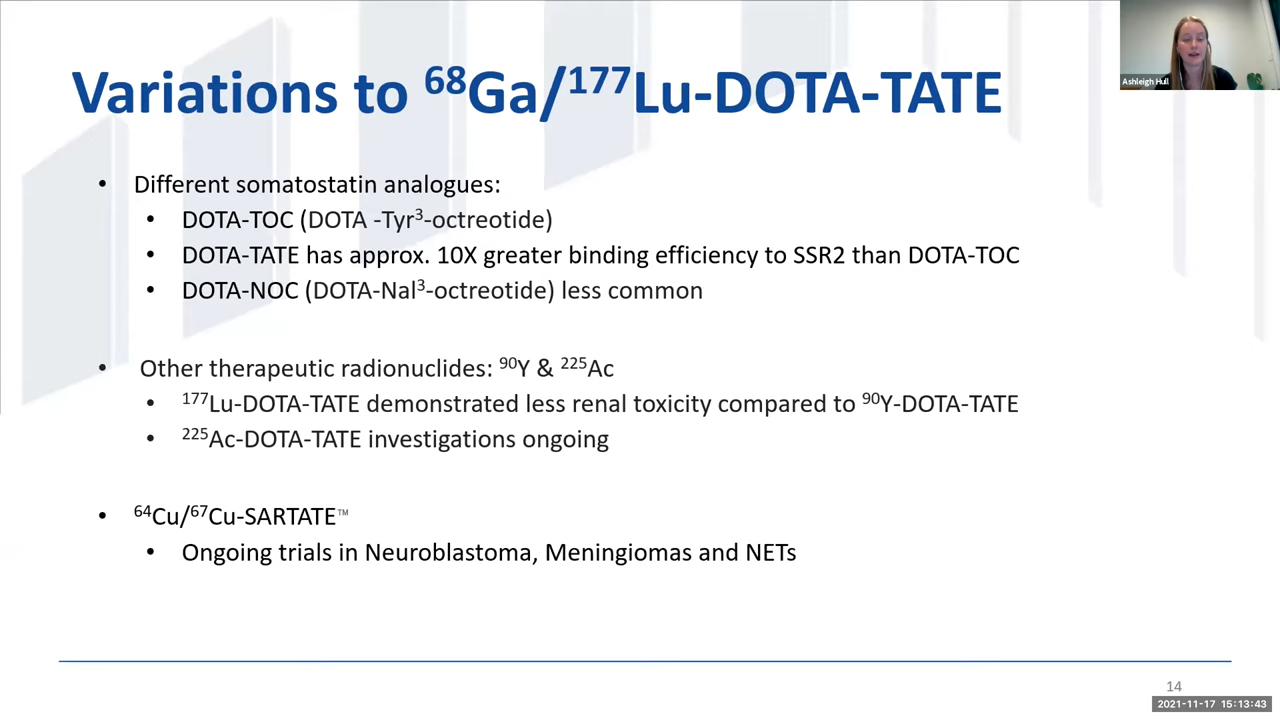 Variations to ⁶⁸Ga/¹⁷⁷Lu-DOTA-TATE
Ashleigh Hull
• Different somatostatin analogues:
• DOTA-TOC (DOTA -Tyr³-octreotide)
• DOTA-TATE has approx. 10X greater binding efficiency to SSR2 than DOTA-TOC
• DOTA-NOC (DOTA-Nal³-octreotide) less common
• Other therapeutic radionuclides: ⁹⁰Y & ²²⁵Ac
• ¹⁷⁷Lu-DOTA-TATE demonstrated less renal toxicity compared to ⁹⁰Y-DOTA-TATE
• ²²⁵Ac-DOTA-TATE investigations ongoing
• ⁶⁴Cu/⁶⁷Cu-SARTATE™
• Ongoing trials in Neuroblastoma, Meningiomas and NETs
14
2021-11-17 15:13:43